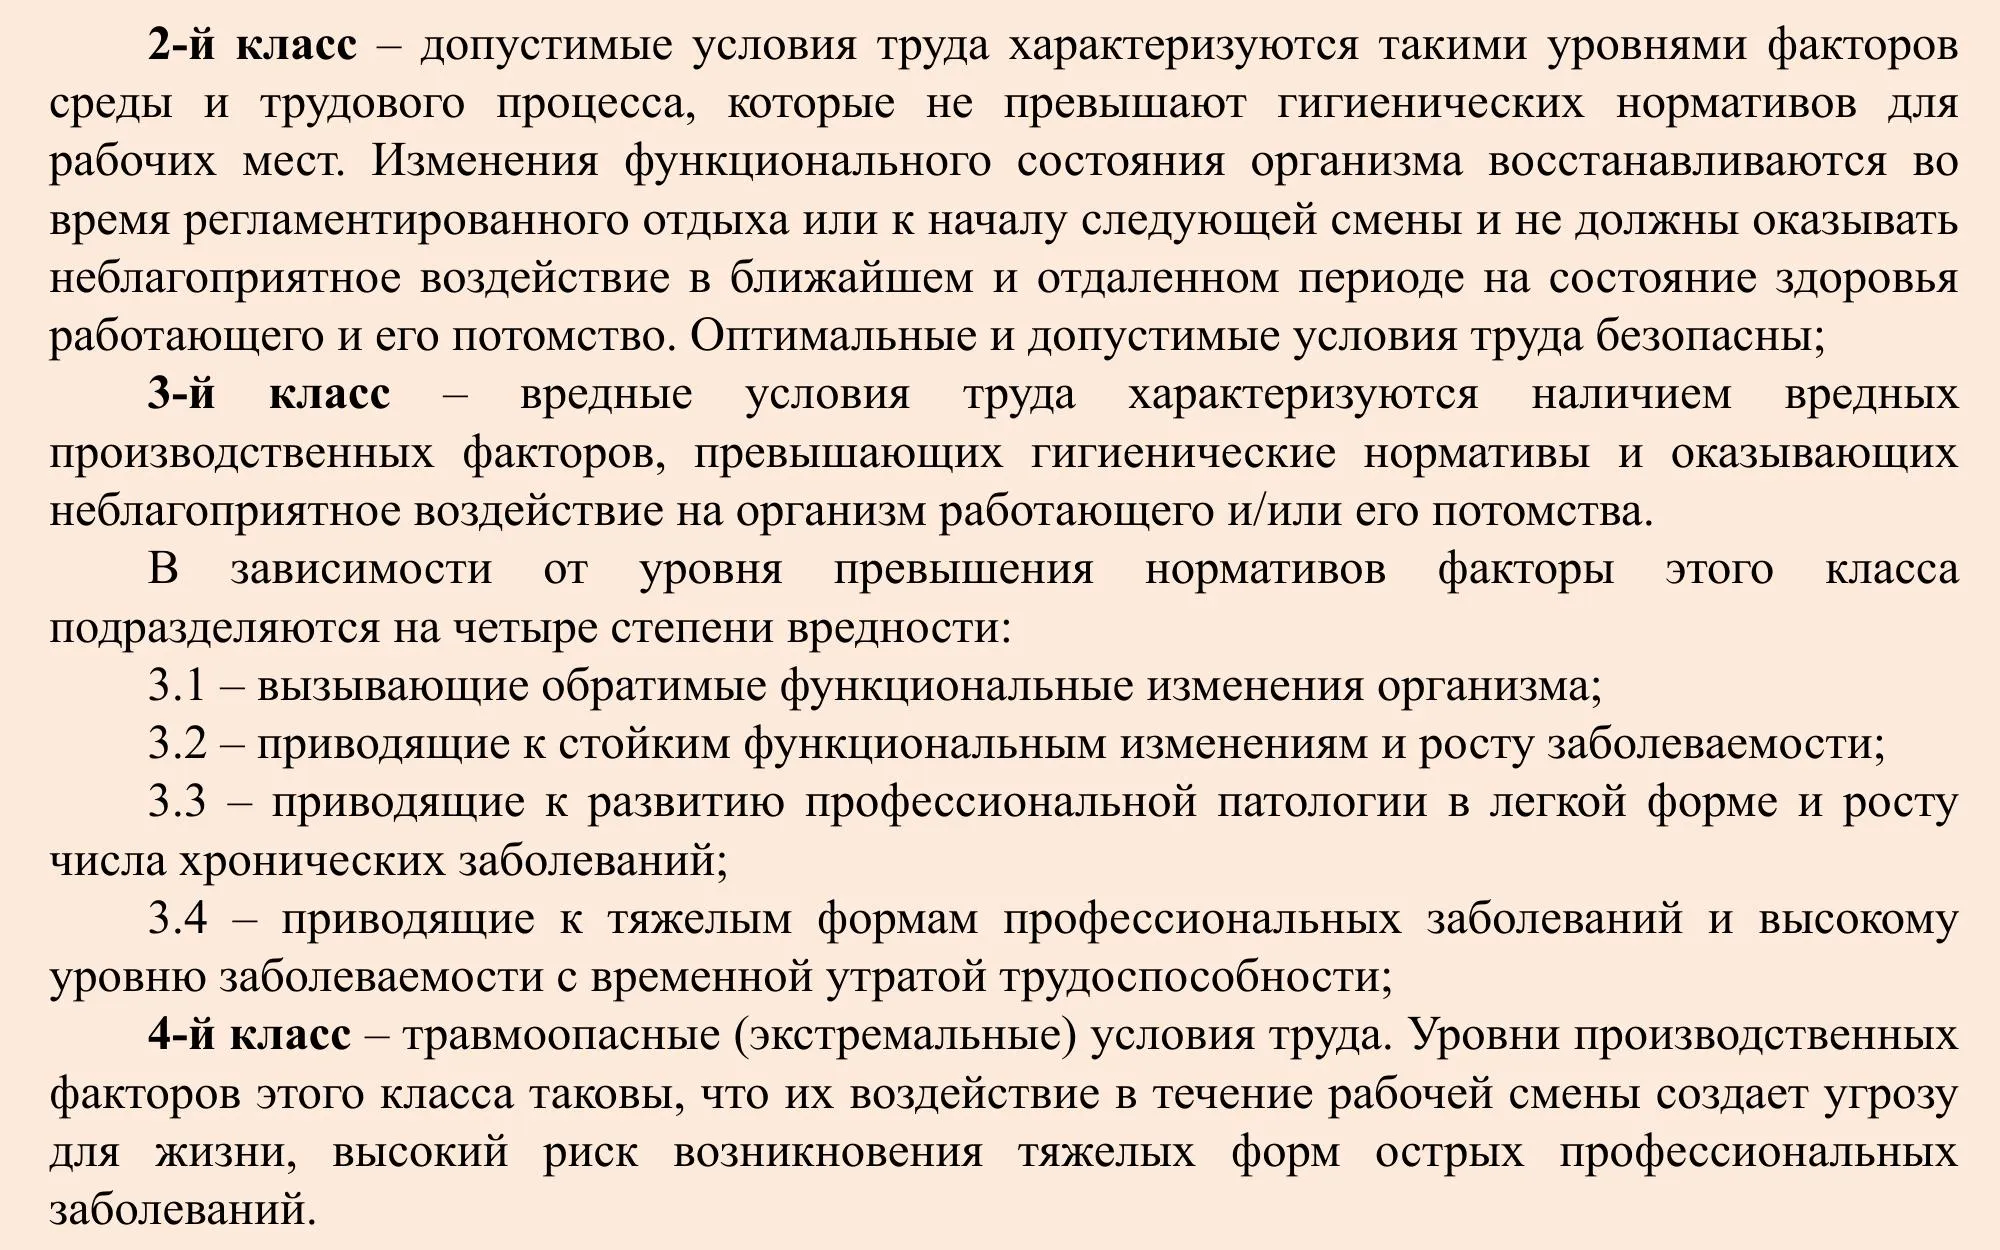 2-й класс – допустимые условия труда характеризуются такими уровнями факторов
среды и трудового процесса, которые не превышают гигиенических нормативов для
рабочих мест. Изменения функционального состояния организма восстанавливаются во
время регламентированного отдыха или к началу следующей смены и не должны оказывать
неблагоприятное воздействие в ближайшем и отдаленном периоде на состояние здоровья
работающего и его потомство. Оптимальные и допустимые условия труда безопасны;
3-й класс – вредные условия труда характеризуются наличием вредных
производственных факторов, превышающих гигиенические нормативы и оказывающих
неблагоприятное воздействие на организм работающего и/или его потомства.
В зависимости от уровня превышения нормативов факторы этого класса
подразделяются на четыре степени вредности:
3.1 – вызывающие обратимые функциональные изменения организма;
3.2 – приводящие к стойким функциональным изменениям и росту заболеваемости;
3.3 – приводящие к развитию профессиональной патологии в легкой форме и росту
числа хронических заболеваний;
3.4 – приводящие к тяжелым формам профессиональных заболеваний и высокому
уровню заболеваемости с временной утратой трудоспособности;
4-й класс – травмоопасные (экстремальные) условия труда. Уровни производственных
факторов этого класса таковы, что их воздействие в течение рабочей смены создает угрозу
для жизни, высокий риск возникновения тяжелых форм острых профессиональных
заболеваний.